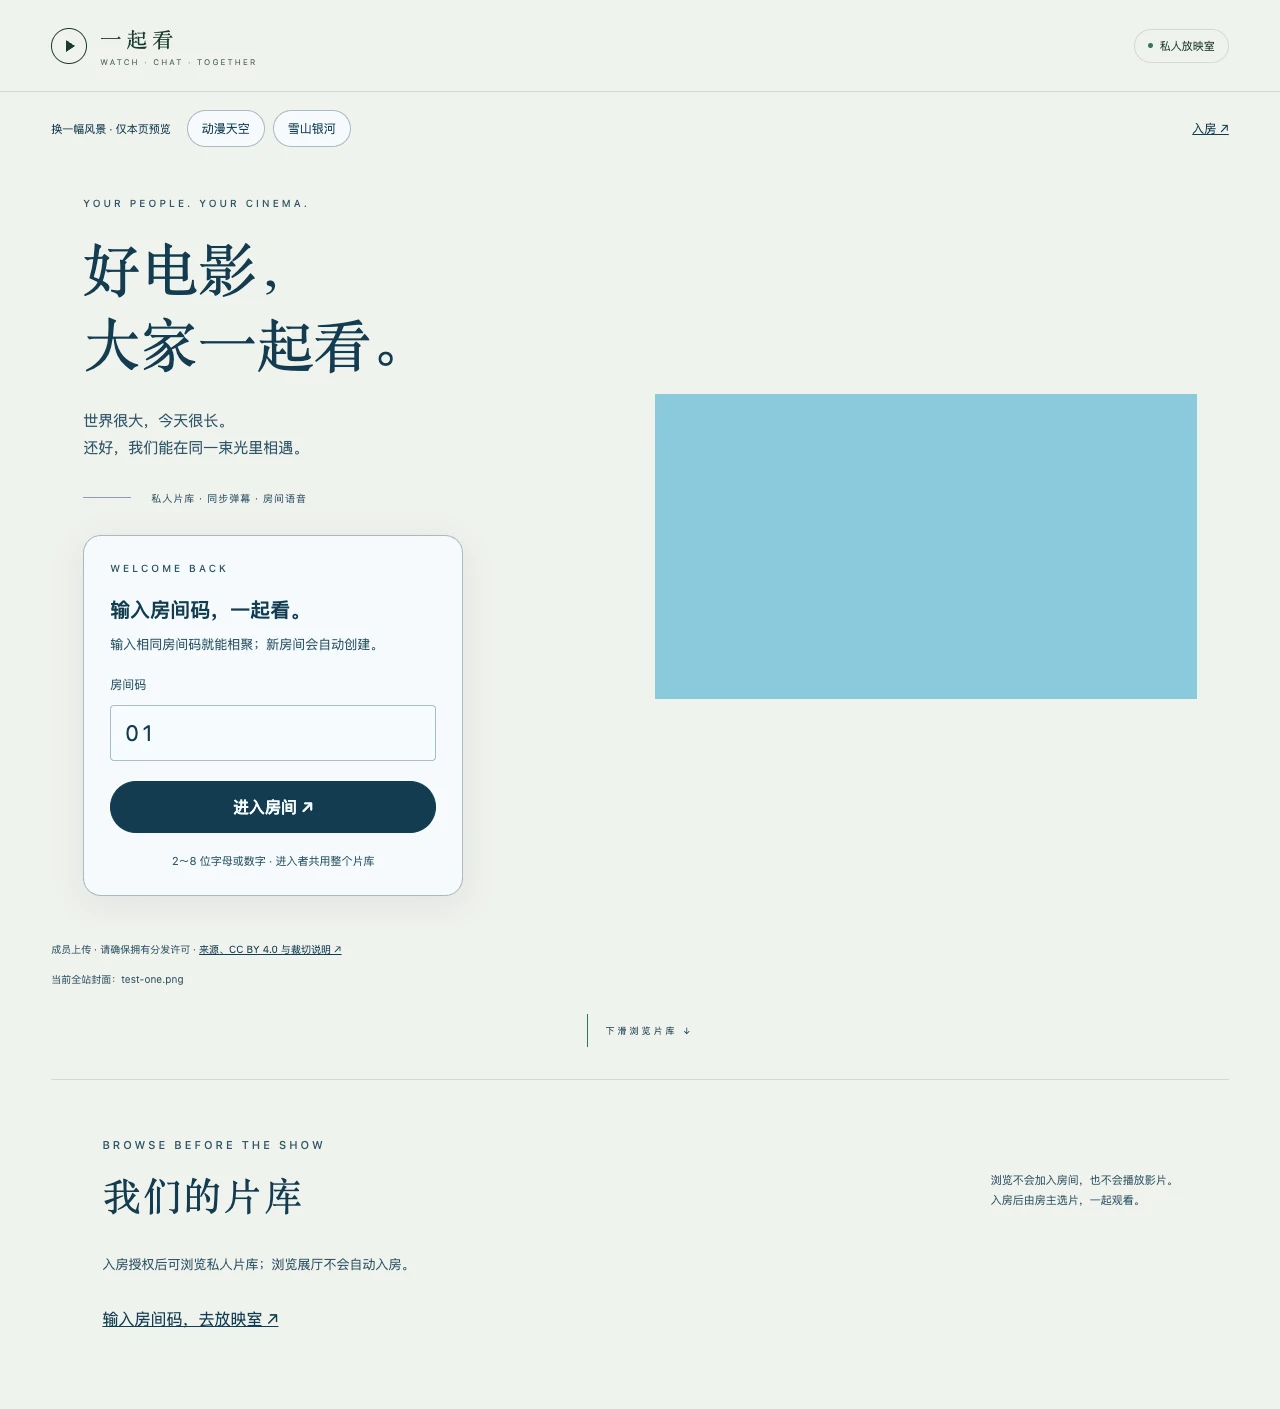 一起看
WATCH · CHAT · TOGETHER
私人放映室
换一幅风景 · 仅本页预览
动漫天空
雪山银河
入房 ↗
YOUR PEOPLE. YOUR CINEMA.
好电影，
大家一起看。
世界很大，今天很长。
还好，我们能在同一束光里相遇。
私人片库 · 同步弹幕 · 房间语音
WELCOME BACK
输入房间码，一起看。
输入相同房间码就能相聚；新房间会自动创建。
房间码
01
进入房间 ↗
2～8 位字母或数字 · 进入者共用整个片库
成员上传 · 请确保拥有分发许可 · 来源、CC BY 4.0 与裁切说明 ↗
当前全站封面：test-one.png
下滑浏览片库 ↓
BROWSE BEFORE THE SHOW
我们的片库
浏览不会加入房间，也不会播放影片。
入房后由房主选片，一起观看。
入房授权后可浏览私人片库；浏览展厅不会自动入房。
输入房间码，去放映室 ↗